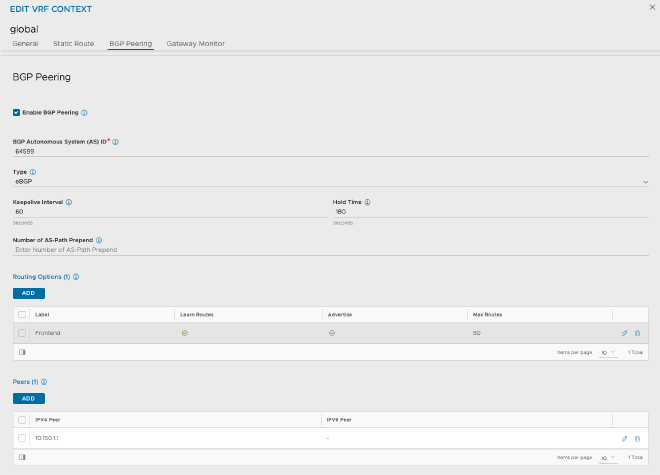 EDIT VRF CONTEXT
global
General Static Route BGP Peering Gateway Monitor
BGP Peering
Enable BGP Peering
BGP Autonomous System (AS) ID*
64599
Type
eBGP
Keepalive Interval Hold Time
60 180
Seconds Seconds
Number of AS-Path Prepend
Enter Number of AS-Path Prepend
Routing Options (1)
ADD
Label Learn Routes Advertise Max Routes
Frontend 50
Items per page 10 1 Total
Peers (1)
ADD
IPV4 Peer IPV6 Peer
10.150.1.1 -
Items per page 10 1 Total